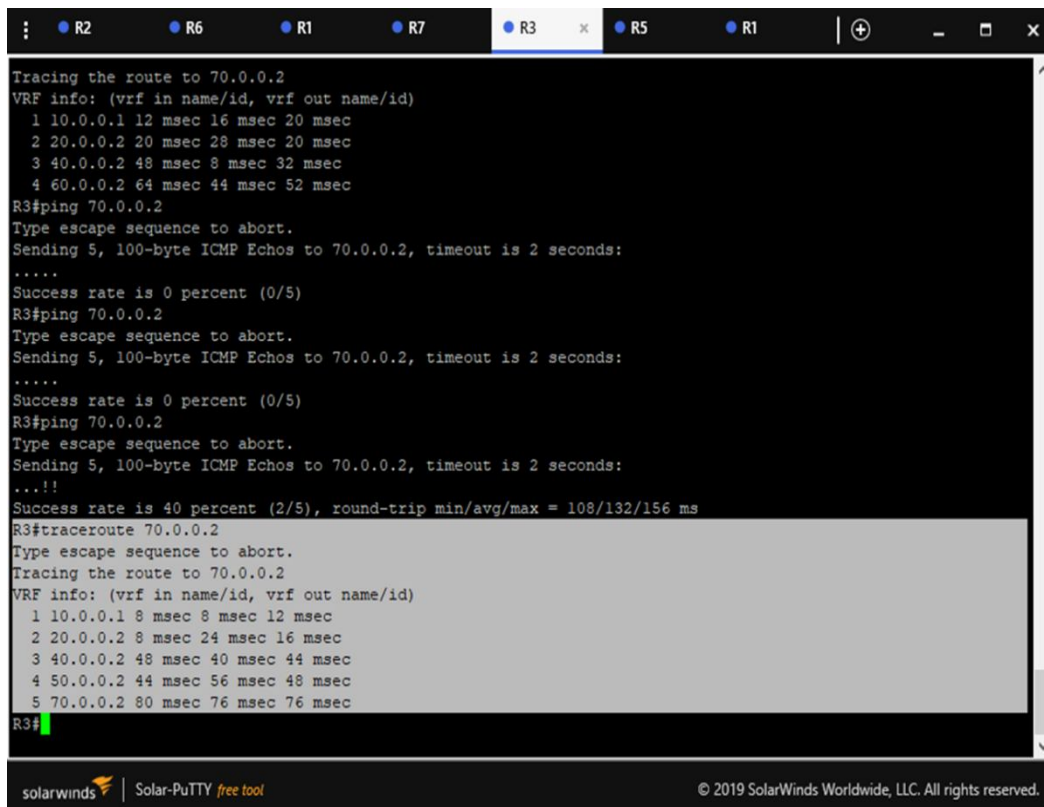 R2 R6 R1 R7 R3 × R5 R1
Tracing the route to 70.0.0.2
VRF info: (vrf in name/id, vrf out name/id)
1 10.0.0.1 12 msec 16 msec 20 msec
2 20.0.0.2 20 msec 28 msec 20 msec
3 40.0.0.2 48 msec 8 msec 32 msec
4 60.0.0.2 64 msec 44 msec 52 msec
R3#ping 70.0.0.2
Type escape sequence to abort.
Sending 5, 100-byte ICMP Echos to 70.0.0.2, timeout is 2 seconds:
.....
Success rate is 0 percent (0/5)
R3#ping 70.0.0.2
Type escape sequence to abort.
Sending 5, 100-byte ICMP Echos to 70.0.0.2, timeout is 2 seconds:
.....
Success rate is 0 percent (0/5)
R3#ping 70.0.0.2
Type escape sequence to abort.
Sending 5, 100-byte ICMP Echos to 70.0.0.2, timeout is 2 seconds:
...!!
Success rate is 40 percent (2/5), round-trip min/avg/max = 108/132/156 ms
R3#traceroute 70.0.0.2
Type escape sequence to abort.
Tracing the route to 70.0.0.2
VRF info: (vrf in name/id, vrf out name/id)
1 10.0.0.1 8 msec 8 msec 12 msec
2 20.0.0.2 8 msec 24 msec 16 msec
3 40.0.0.2 48 msec 40 msec 44 msec
4 50.0.0.2 44 msec 56 msec 48 msec
5 70.0.0.2 80 msec 76 msec 76 msec
R3#
solarwinds | Solar-PuTTY free tool © 2019 SolarWinds Worldwide, LLC. All rights reserved.